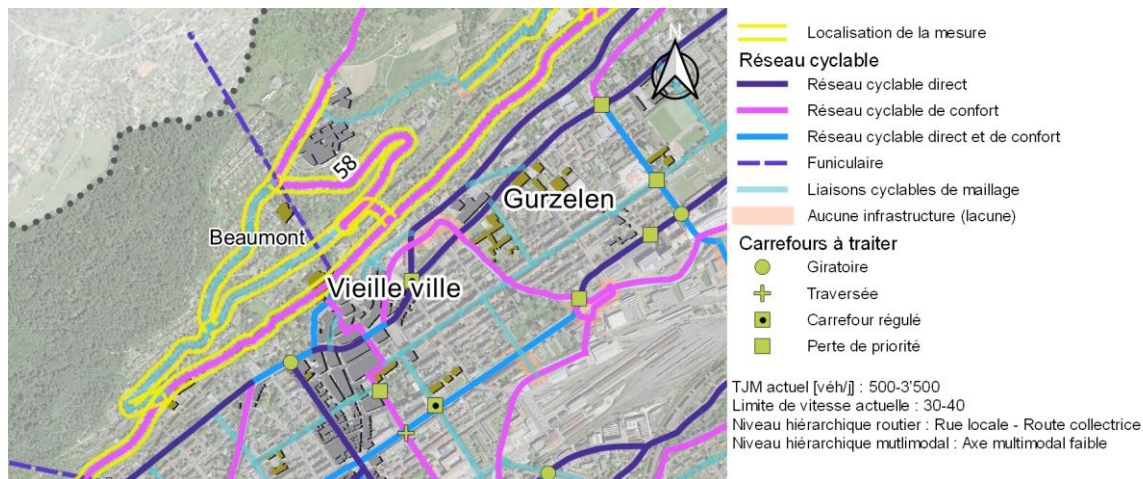 N
58
Gurzelen
Beaumont
Vieille ville
Localisation de la mesure
Réseau cyclable
Réseau cyclable direct
Réseau cyclable de confort
Réseau cyclable direct et de confort
Funiculaire
Liaisons cyclables de maillage
Aucune infrastructure (lacune)
Carrefours à traiter
Giratoire
Traversée
Carrefour régulé
Perte de priorité
TJM actuel [véh/j] : 500-3'500
Limite de vitesse actuelle : 30-40
Niveau hiérarchique routier : Rue locale - Route collectrice
Niveau hiérarchique mutlimodal : Axe multimodal faible